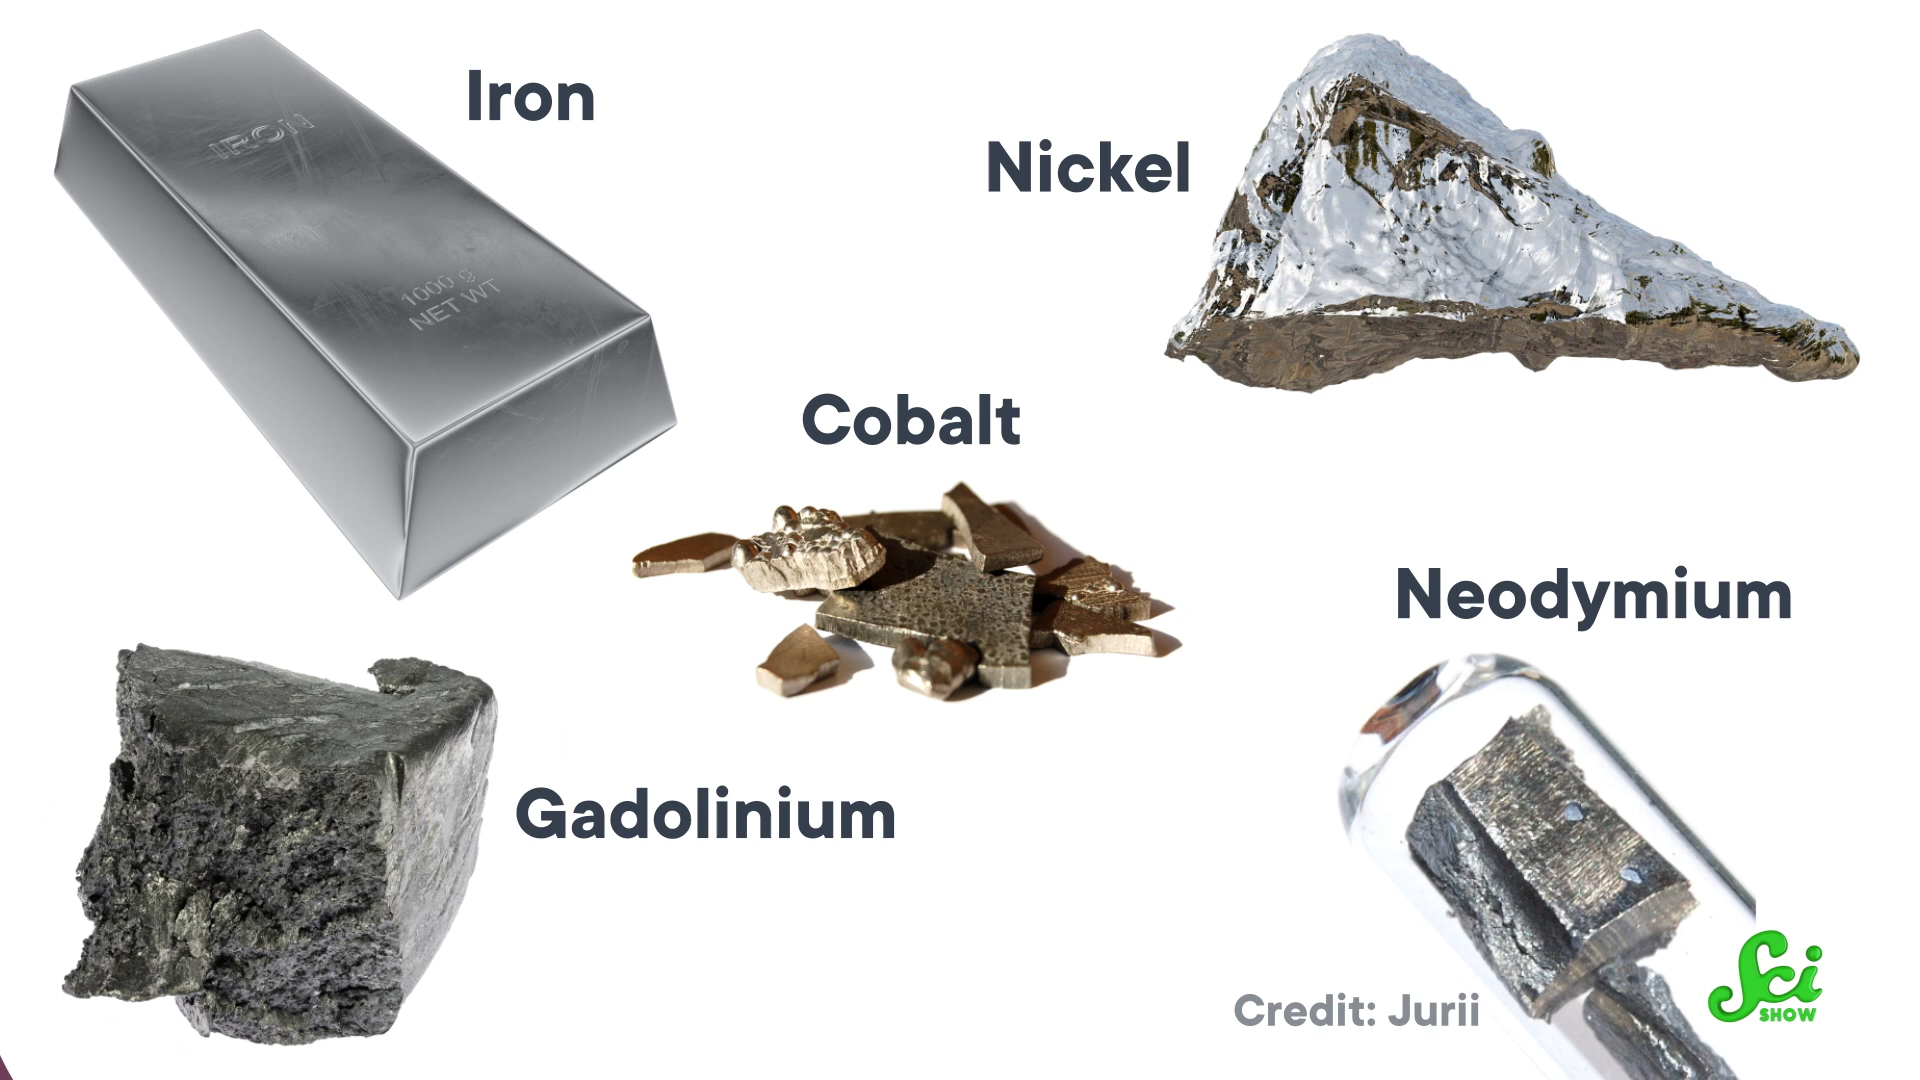 Iron
IRON
1000 g
NET WT
Nickel
Cobalt
Neodymium
Gadolinium
Credit: Jurii
Sci
SHOW